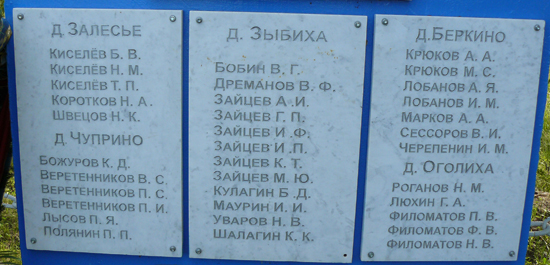 д. Залесье
Киселёв Б. В.
Киселёв Н. М.
Киселёв Т. П.
Коротков Н. А.
Швецов Н. К.
д. Чуприно
Божуров К. Д.
Веретенников В. С.
Веретенников П. С.
Веретенников П. И.
Лысов П. Я.
Полянин П. П.
д. Зыбиха
Бобин В. Г.
Дреманов В. Ф.
Зайцев А. И.
Зайцев Г. П.
Зайцев И. Ф.
Зайцев И. П.
Зайцев К. Т.
Зайцев М. Ю.
Кулагин Б. Д.
Маурин И. И.
Уваров Н. В.
Шалагин К. К.
д. Беркино
Крюков А. А.
Крюков М. С.
Лобанов А. Я.
Лобанов И. М.
Марков А. А.
Сессоров В. И.
Черепенин И. М.
д. Оголиха
Роганов Н. М.
Люхин Г. А.
Филоматов П. В.
Филоматов Ф. В.
Филоматов Н. В.